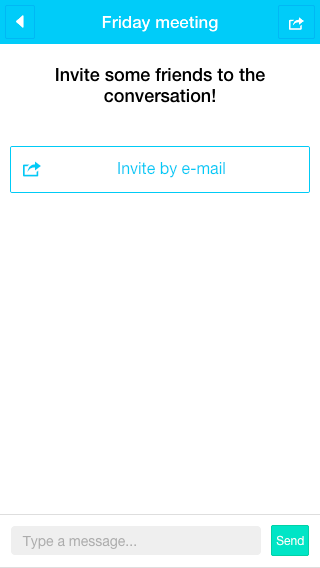 Friday meeting
Invite some friends to the
conversation!
Invite by e-mail
Type a message...
Send